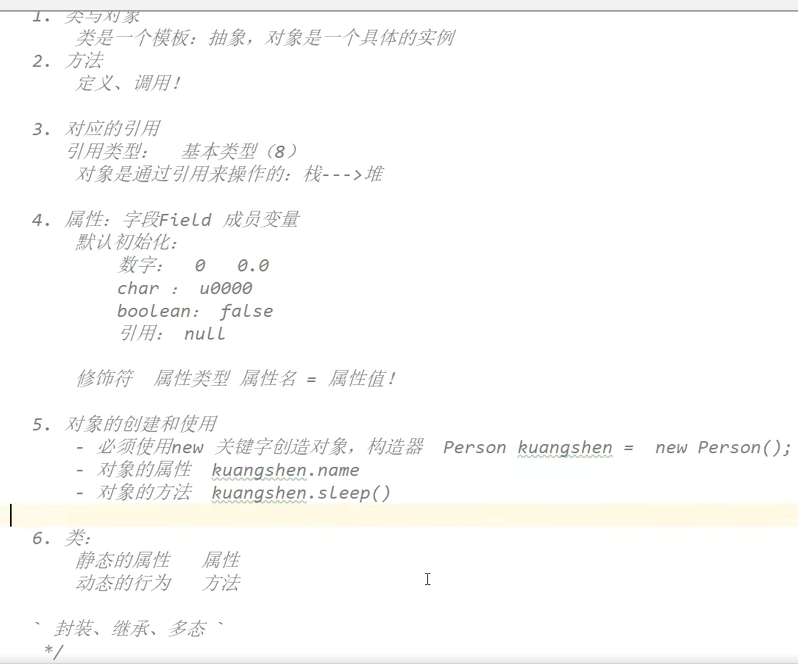 1. 类与对象
类是一个模板：抽象，对象是一个具体的实例
2. 方法
定义、调用！
3. 对应的引用
引用类型： 基本类型（8）
对象是通过引用来操作的：栈--->堆
4. 属性：字段Field 成员变量
默认初始化：
数字： 0 0.0
char : u0000
boolean: false
引用： null
修饰符 属性类型 属性名 = 属性值！
5. 对象的创建和使用
- 必须使用new 关键字创造对象，构造器 Person kuangshen = new Person();
- 对象的属性 kuangshen.name
- 对象的方法 kuangshen.sleep()
6. 类：
静态的属性 属性
动态的行为 方法
` 封装、继承、多态 `
*/